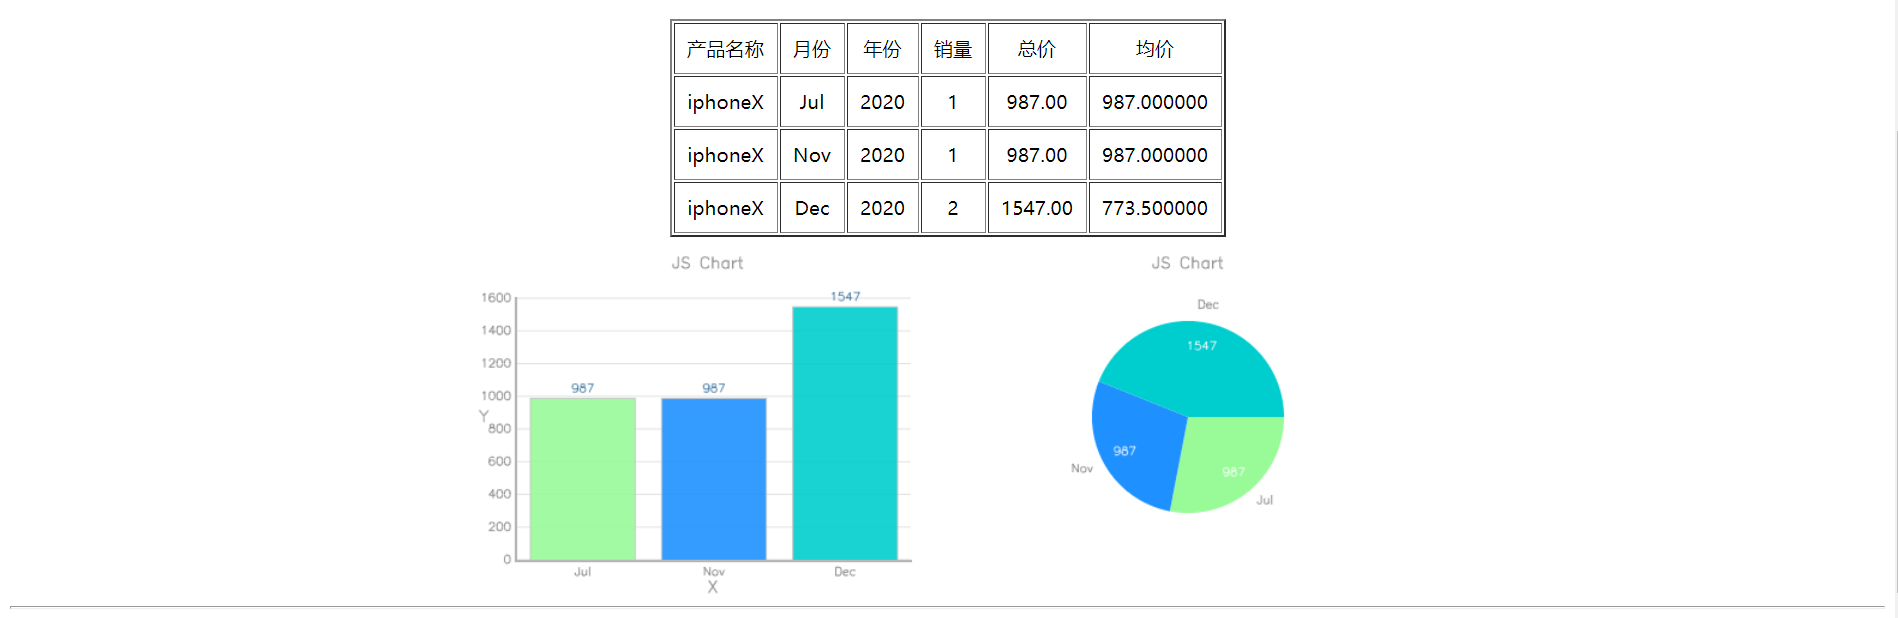 产品名称 月份 年份 销量 总价 均价
iphoneX Jul 2020 1 987.00 987.000000
iphoneX Nov 2020 1 987.00 987.000000
iphoneX Dec 2020 2 1547.00 773.500000
JS Chart
1600
1400
1200
1000
800
600
400
200
0
Y
987
987
1547
Jul Nov Dec
X
JS Chart
Dec
1547
987
Nov
987
Jul